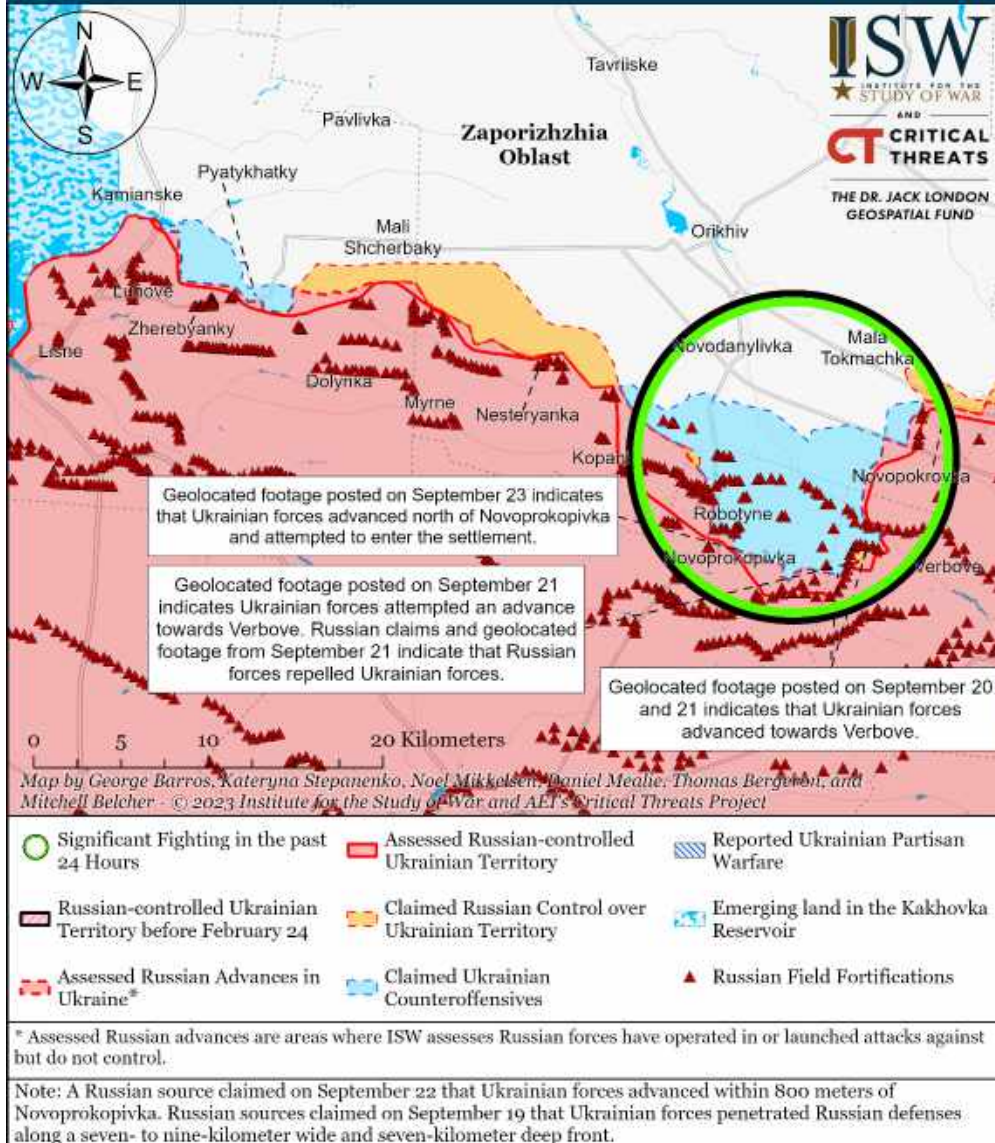 N
W E
S
ISW
INSTITUTE FOR THE
STUDY OF WAR
AND
CT CRITICAL
THREATS
THE DR. JACK LONDON
GEOSPATIAL FUND
Tavriiske
Pavlivka
Zaporizhzhia
Oblast
Pyatykhatky
Kamianske
Mali
Shcherbaky
Orikhiv
Luhove
Zherebyanky
Lisne
Novodanylivka
Mala
Tokmachka
Dolynka
Myrne
Nesteryanka
Kopani
Novopokrovka
Robotyne
Novoprokopivka
Verbove
Geolocated footage posted on September 23 indicates
that Ukrainian forces advanced north of Novoprokopivka
and attempted to enter the settlement.
Geolocated footage posted on September 21
indicates Ukrainian forces attempted an advance
towards Verbove. Russian claims and geolocated
footage from September 21 indicate that Russian
forces repelled Ukrainian forces.
Geolocated footage posted on September 20
and 21 indicates that Ukrainian forces
advanced towards Verbove.
0 5 10 20 Kilometers
Map by George Barros, Kateryna Stepanenko, Noel Mikkelsen, Daniel Mealie, Thomas Bergeron, and
Mitchell Belcher - © 2023 Institute for the Study of War and AEI's Critical Threats Project
Significant Fighting in the past
24 Hours
Assessed Russian-controlled
Ukrainian Territory
Reported Ukrainian Partisan
Warfare
Russian-controlled Ukrainian
Territory before February 24
Claimed Russian Control over
Ukrainian Territory
Emerging land in the Kakhovka
Reservoir
Assessed Russian Advances in
Ukraine*
Claimed Ukrainian
Counteroffensives
Russian Field Fortifications
* Assessed Russian advances are areas where ISW assesses Russian forces have operated in or launched attacks against
but do not control.
Note: A Russian source claimed on September 22 that Ukrainian forces advanced within 800 meters of
Novoprokopivka. Russian sources claimed on September 19 that Ukrainian forces penetrated Russian defenses
along a seven- to nine-kilometer wide and seven-kilometer deep front.